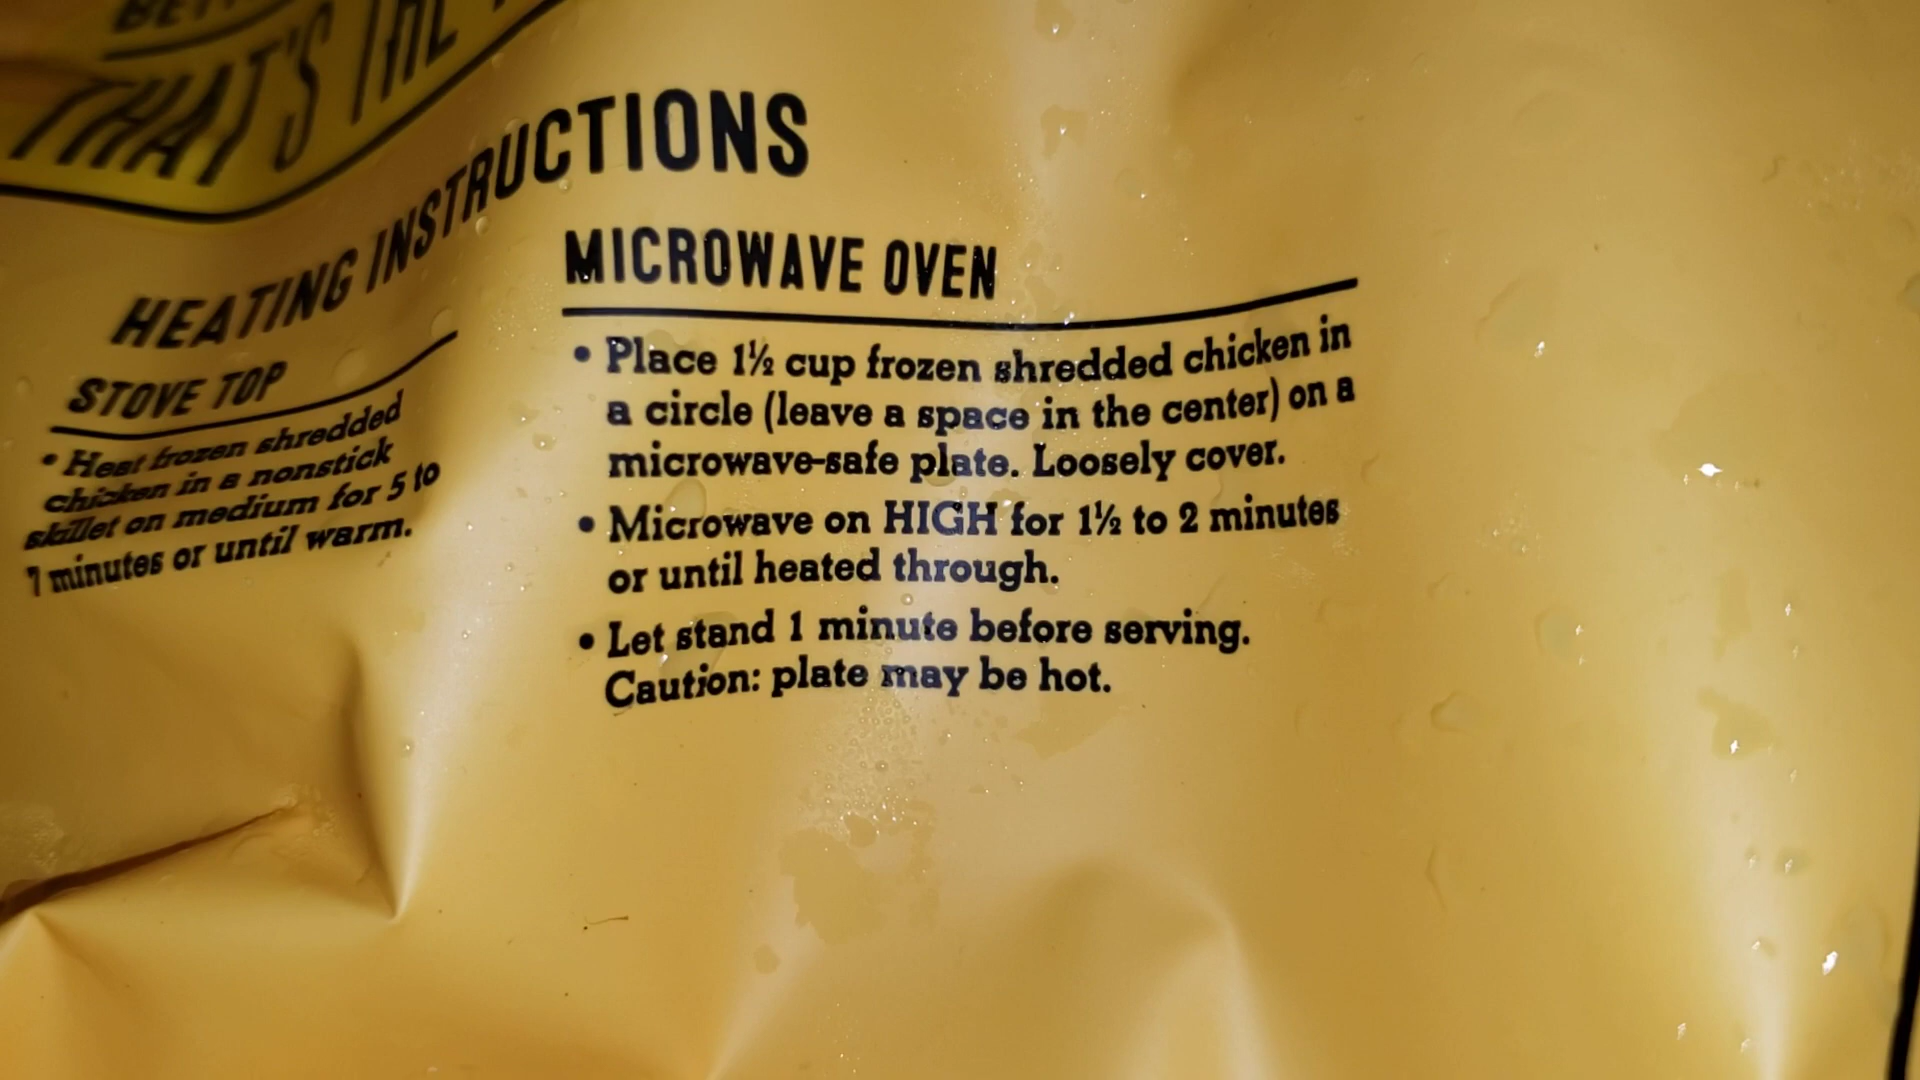 THAT'S THE
HEATING INSTRUCTIONS
STOVE TOP
• Heat frozen shredded
chicken in a nonstick
skillet on medium for 5 to
7 minutes or until warm.
MICROWAVE OVEN
• Place 1½ cup frozen shredded chicken in
a circle (leave a space in the center) on a
microwave-safe plate. Loosely cover.
• Microwave on HIGH for 1½ to 2 minutes
or until heated through.
• Let stand 1 minute before serving.
Caution: plate may be hot.